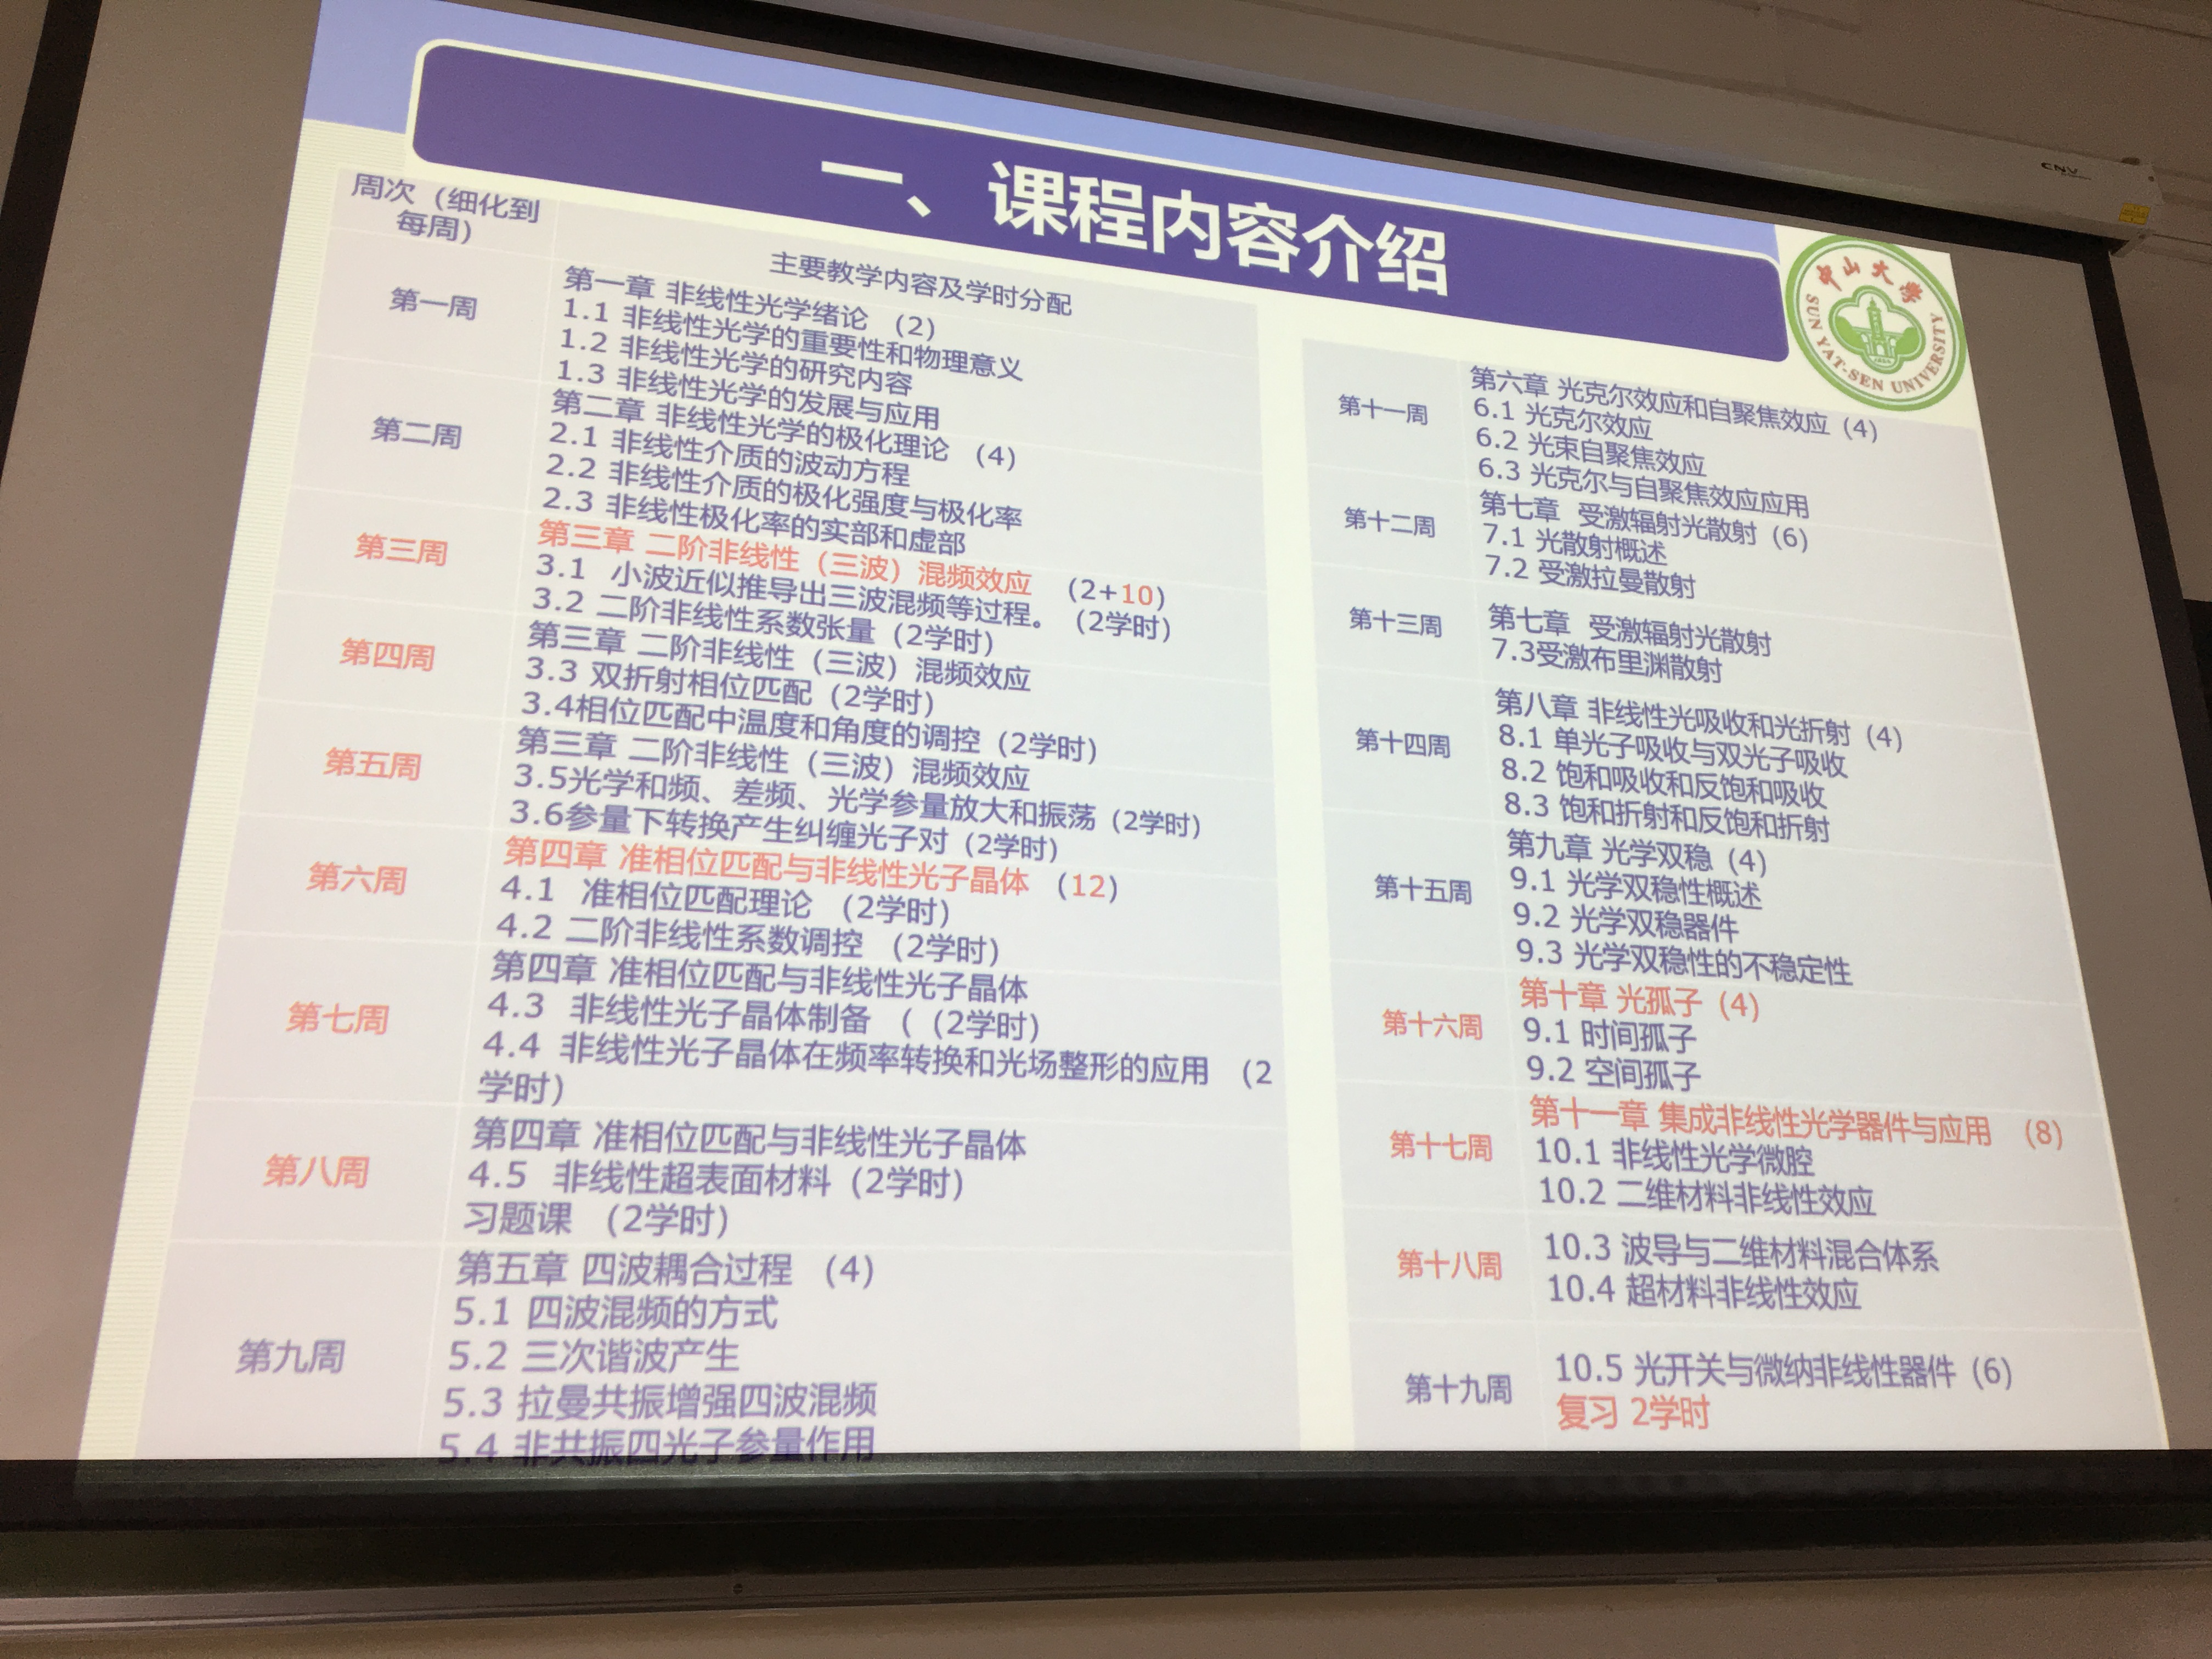 一、课程内容介绍
中山大学
SUN YAT-SEN UNIVERSITY
CNV
周次（细化到
每周）
主要教学内容及学时分配
第一周
第一章 非线性光学绪论 （2）
1.1 非线性光学的重要性和物理意义
1.2 非线性光学的研究内容
1.3 非线性光学的发展与应用
第二周
第二章 非线性光学的极化理论 （4）
2.1 非线性介质的波动方程
2.2 非线性介质的极化强度与极化率
2.3 非线性极化率的实部和虚部
第三周
第三章 二阶非线性（三波）混频效应 （2+10）
3.1 小波近似推导出三波混频等过程。（2学时）
3.2 二阶非线性系数张量（2学时）
第四周
第三章 二阶非线性（三波）混频效应
3.3 双折射相位匹配（2学时）
3.4相位匹配中温度和角度的调控（2学时）
第五周
第三章 二阶非线性（三波）混频效应
3.5光学和频、差频、光学参量放大和振荡（2学时）
3.6参量下转换产生纠缠光子对（2学时）
第六周
第四章 准相位匹配与非线性光子晶体 （12）
4.1 准相位匹配理论 （2学时）
4.2 二阶非线性系数调控 （2学时）
第七周
第四章 准相位匹配与非线性光子晶体
4.3 非线性光子晶体制备 （（2学时）
4.4 非线性光子晶体在频率转换和光场整形的应用 （2
学时）
第八周
第四章 准相位匹配与非线性光子晶体
4.5 非线性超表面材料（2学时）
习题课 （2学时）
第九周
第五章 四波耦合过程 （4）
5.1 四波混频的方式
5.2 三次谐波产生
5.3 拉曼共振增强四波混频
5.4 非共振四光子参量作用
第十一周
第六章 光克尔效应和自聚焦效应（4）
6.1 光克尔效应
6.2 光束自聚焦效应
6.3 光克尔与自聚焦效应应用
第十二周
第七章 受激辐射光散射（6）
7.1 光散射概述
7.2 受激拉曼散射
第十三周
第七章 受激辐射光散射
7.3受激布里渊散射
第十四周
第八章 非线性光吸收和光折射（4）
8.1 单光子吸收与双光子吸收
8.2 饱和吸收和反饱和吸收
8.3 饱和折射和反饱和折射
第十五周
第九章 光学双稳（4）
9.1 光学双稳性概述
9.2 光学双稳器件
9.3 光学双稳性的不稳定性
第十六周
第十章 光孤子（4）
9.1 时间孤子
9.2 空间孤子
第十七周
第十一章 集成非线性光学器件与应用 （8）
10.1 非线性光学微腔
10.2 二维材料非线性效应
第十八周
10.3 波导与二维材料混合体系
10.4 超材料非线性效应
第十九周
10.5 光开关与微纳非线性器件（6）
复习 2学时